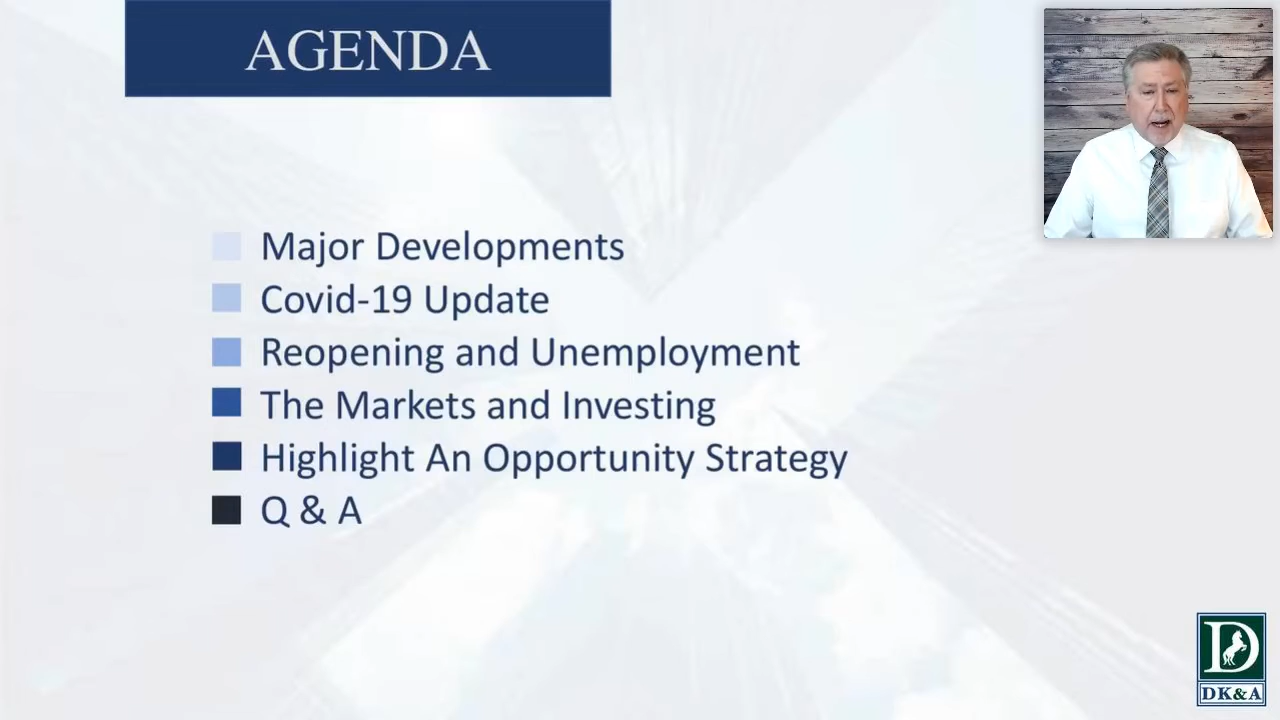 AGENDA
Major Developments
Covid-19 Update
Reopening and Unemployment
The Markets and Investing
Highlight An Opportunity Strategy
Q & A
D
DK&A